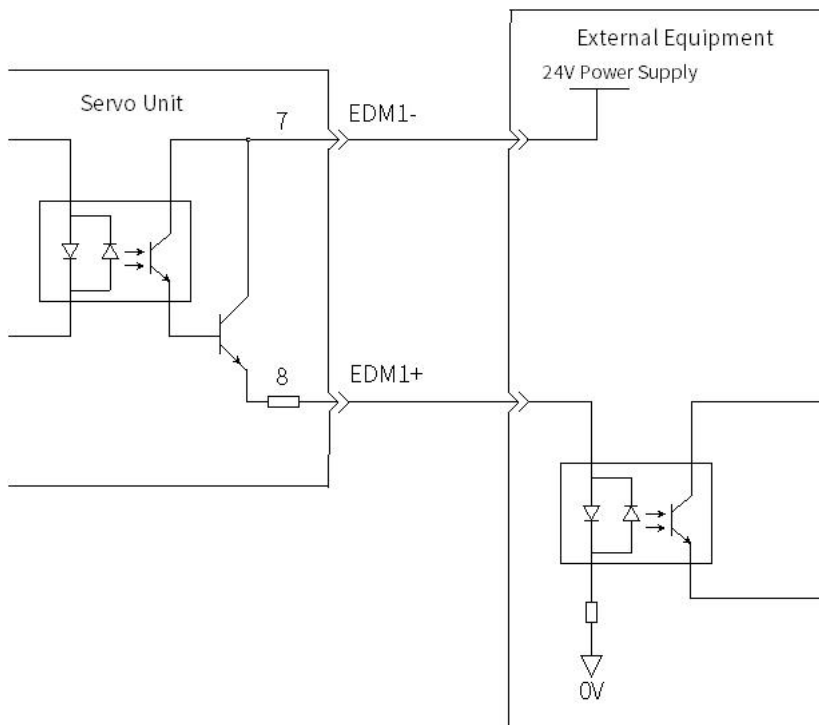 External Equipment
24V Power Supply
Servo Unit
7
EDM1-
8
EDM1+
0V